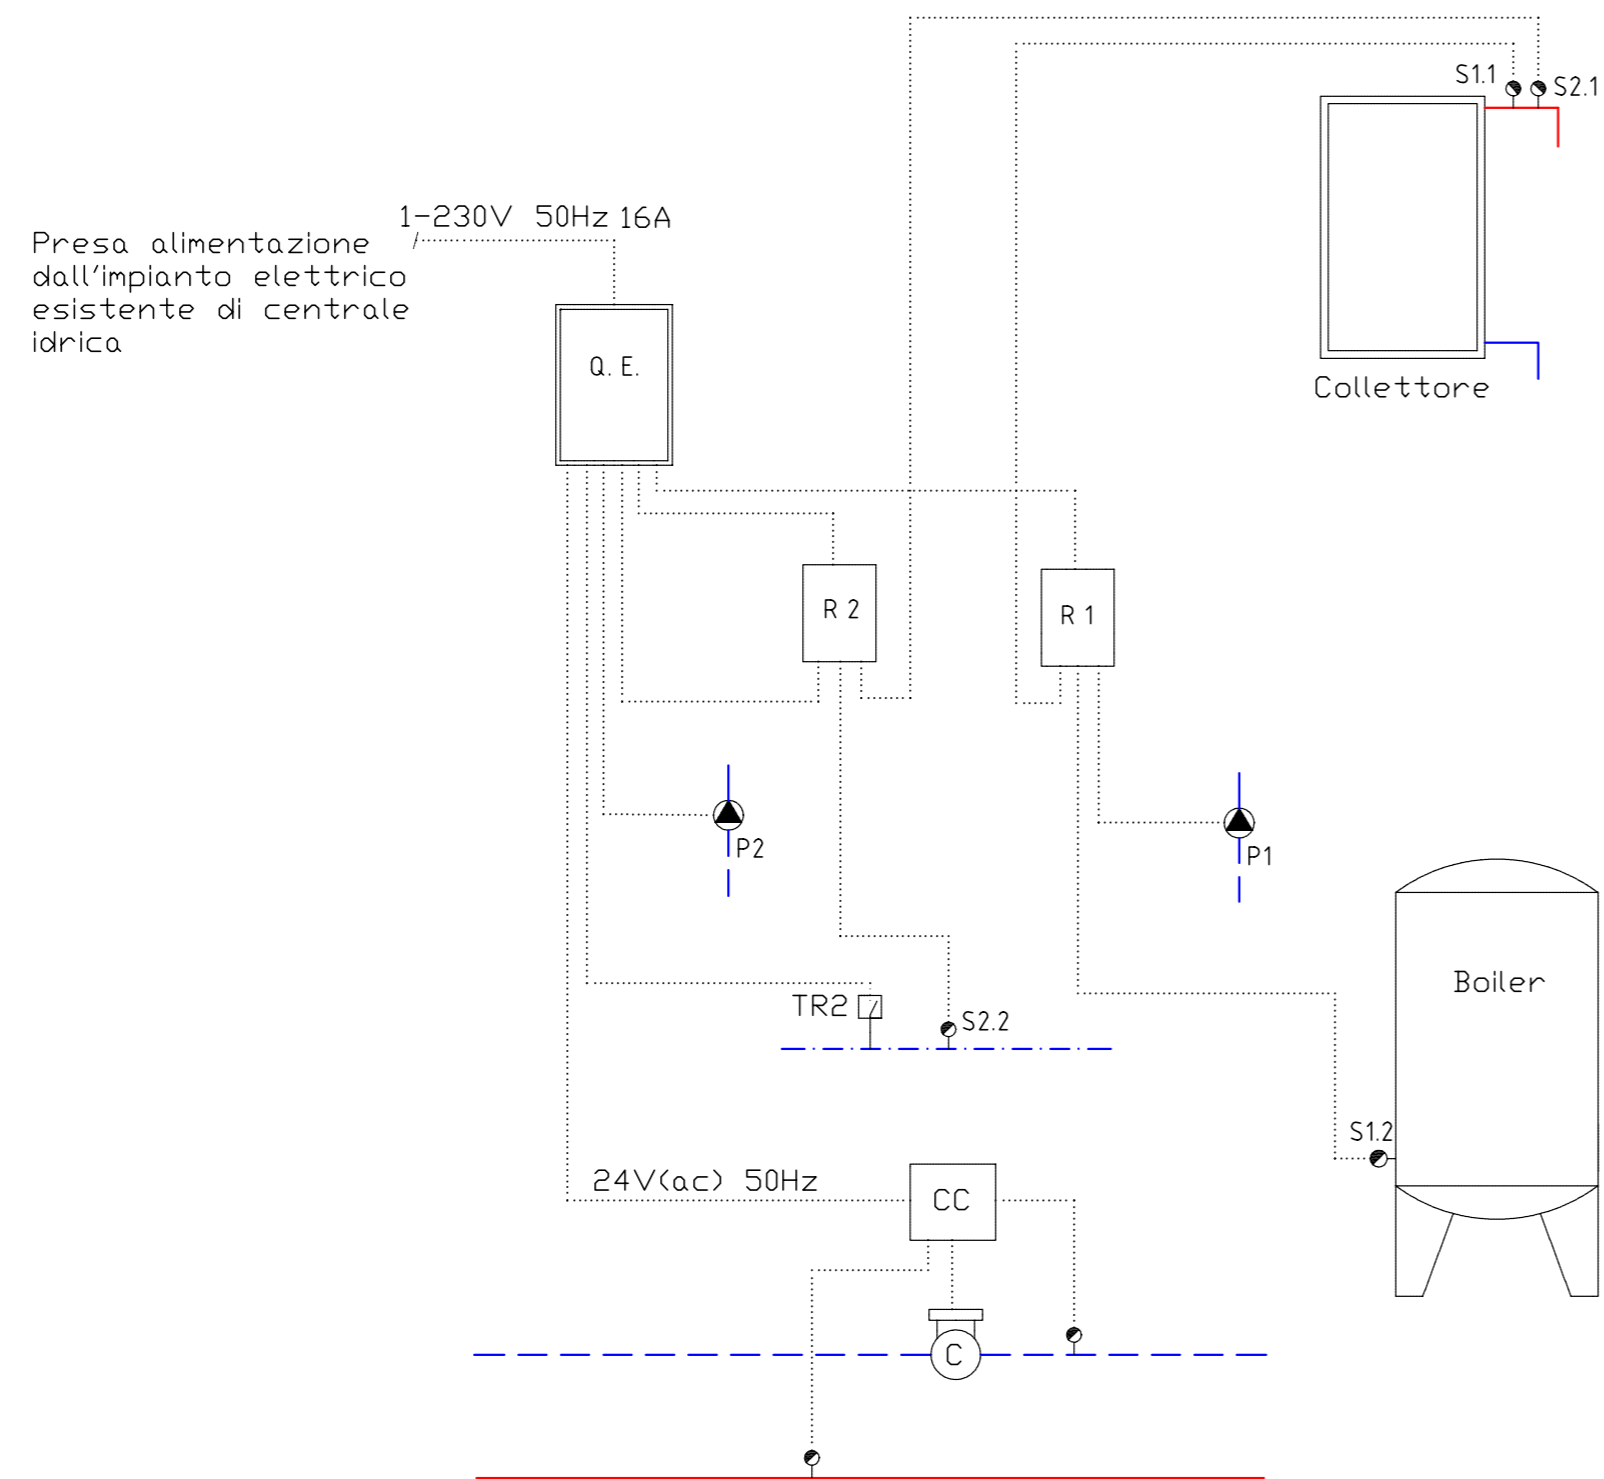 S1.1
S2.1
1-230V 50Hz 16A
Presa alimentazione
dall'impianto elettrico
esistente di centrale
idrica
Q. E.
Collettore
R 2
R 1
P2
P1
Boiler
TR2
S2.2
S1.2
24V(ac) 50Hz
CC
C